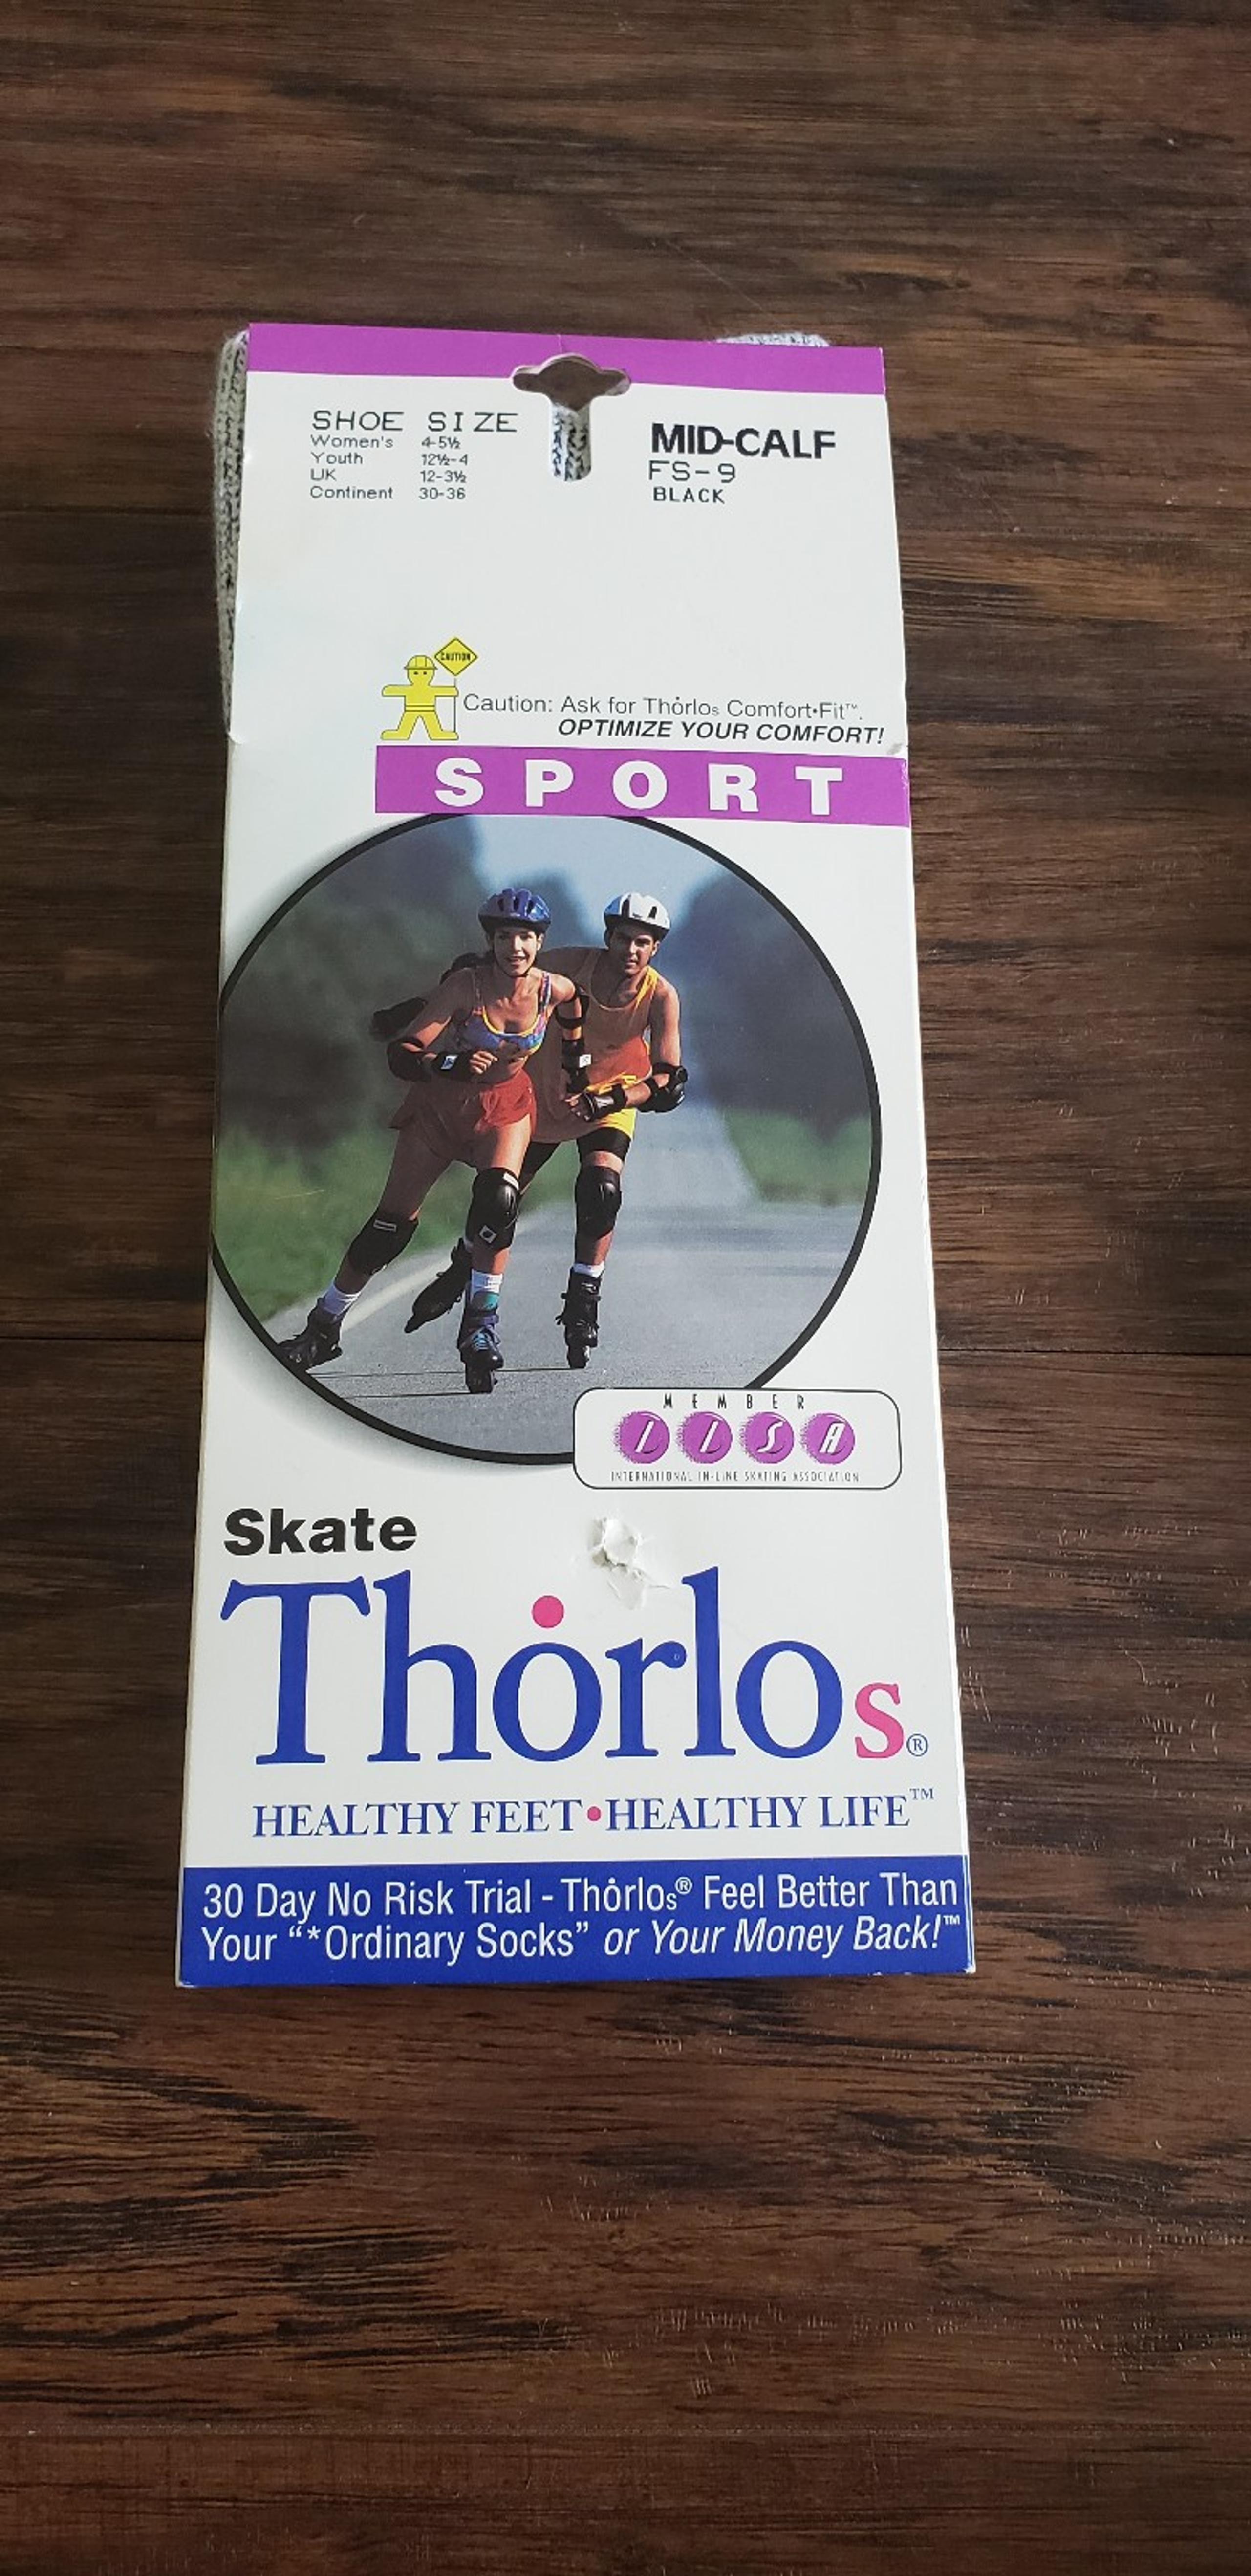 SHOE SIZE
Women's 4-5½
Youth 12½-4
UK 12-3½
Continent 30-36
MID-CALF
FS-9
BLACK
CAUTION
Caution: Ask for Thȯrlos Comfort•Fit™.
OPTIMIZE YOUR COMFORT!
SPORT
MEMBER
IISA
INTERNATIONAL IN-LINE SKATING ASSOCIATION
Skate
Thȯrlos®
HEALTHY FEET•HEALTHY LIFE™
30 Day No Risk Trial - Thȯrlos® Feel Better Than
Your “*Ordinary Socks” or Your Money Back!™